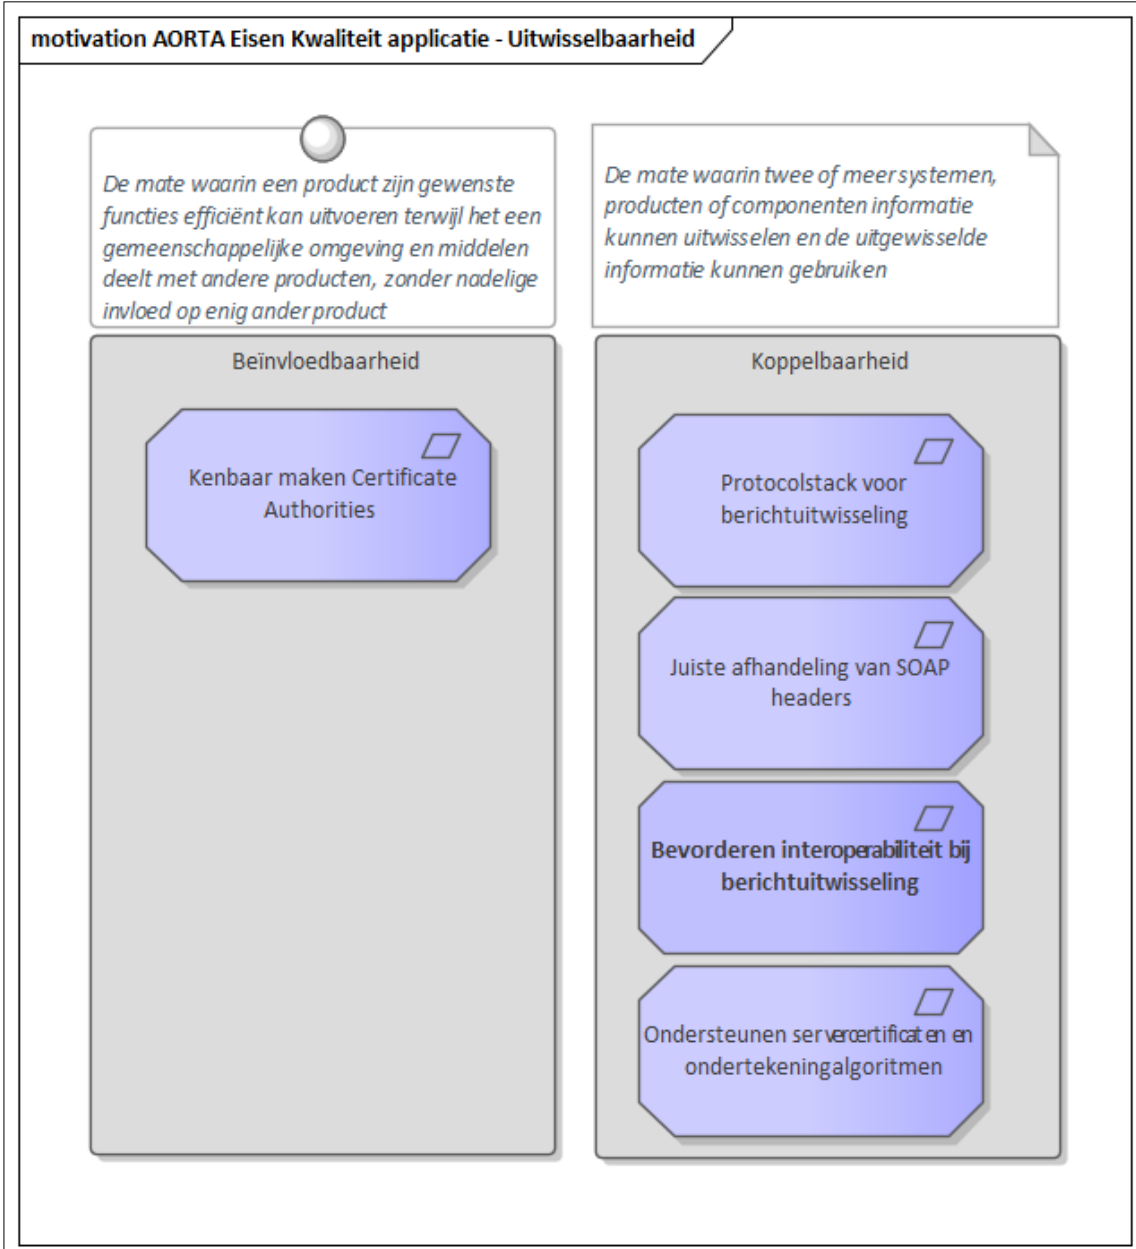 motivation AORTA Eisen Kwaliteit applicatie - Uitwisselbaarheid
De mate waarin een product zijn gewenste
functies efficiënt kan uitvoeren terwijl het een
gemeenschappelijke omgeving en middelen
deelt met andere producten, zonder nadelige
invloed op enig ander product
De mate waarin twee of meer systemen,
producten of componenten informatie
kunnen uitwisselen en de uitgewisselde
informatie kunnen gebruiken
Beïnvloedbaarheid
Kenbaar maken Certificate
Authorities
Koppelbaarheid
Protocolstack voor
berichtuitwisseling
Juiste afhandeling van SOAP
headers
Bevorderen interoperabiliteit bij
berichtuitwisseling
Ondersteunen servercertificaten en
ondertekeningalgoritmen